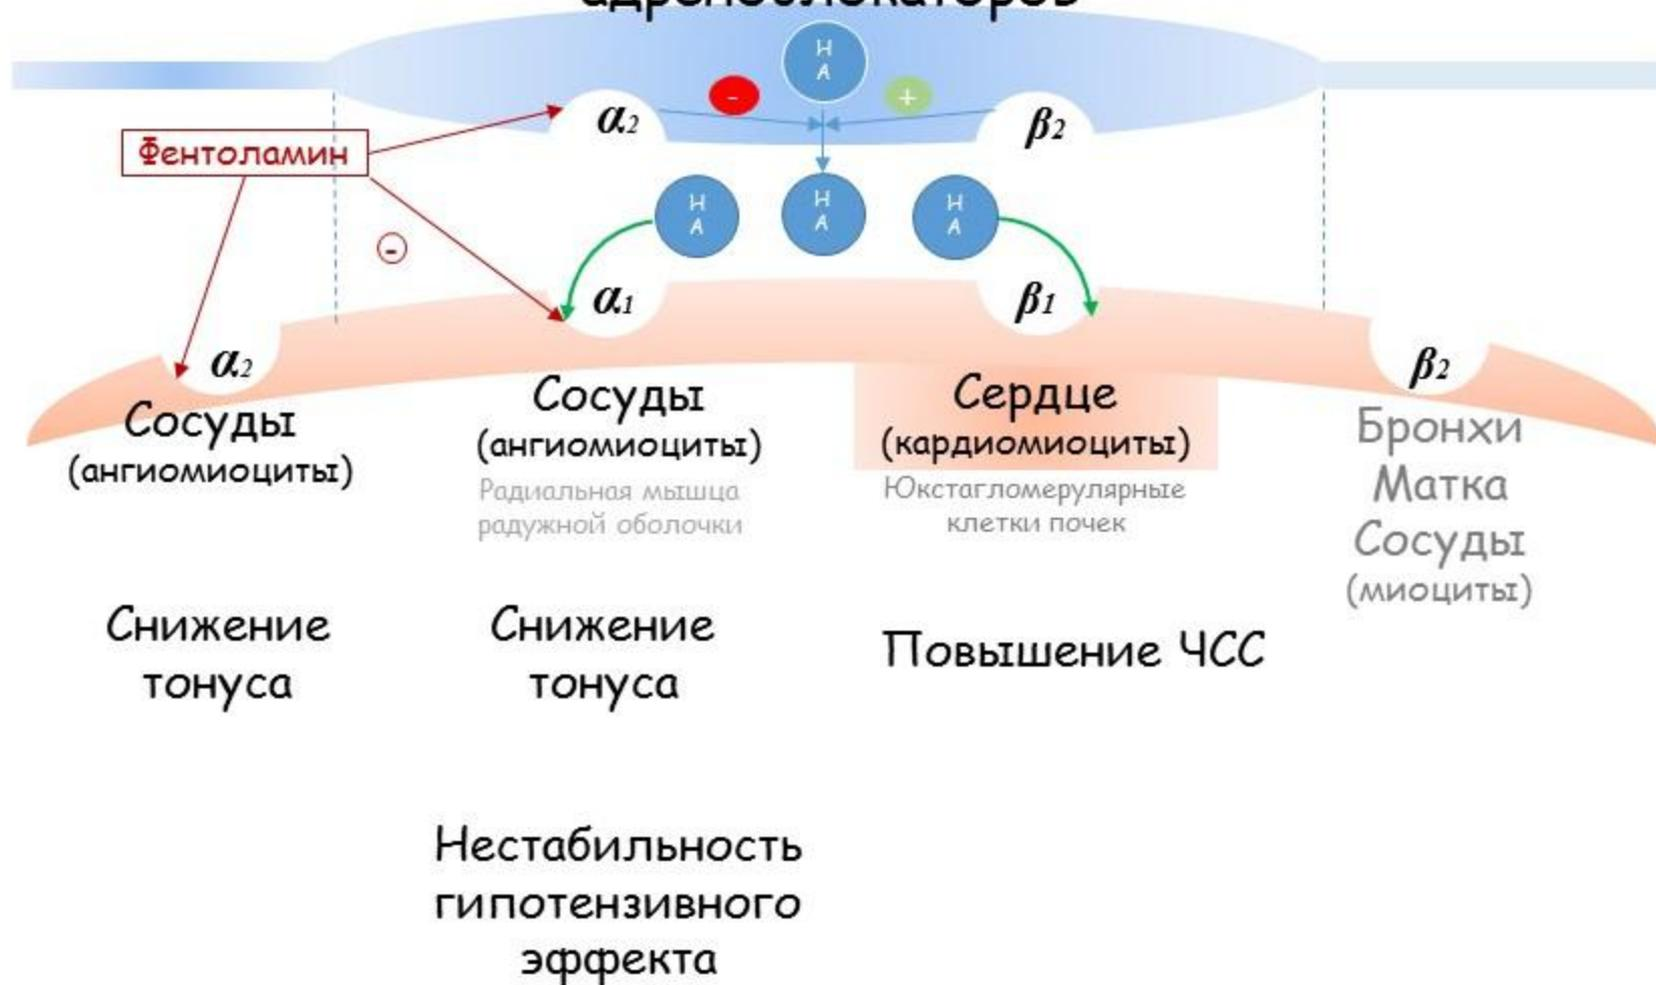 адреноблокаторов
Н
А
-
+
α2
β2
Фентоламин
Н
А
Н
А
Н
А
-
α1
β1
α2
β2
Сосуды
(ангиомиоциты)
Сосуды
(ангиомиоциты)
Радиальная мышца
радужной оболочки
Сердце
(кардиомиоциты)
Юкстагломерулярные
клетки почек
Бронхи
Матка
Сосуды
(миоциты)
Снижение
тонуса
Снижение
тонуса
Повышение ЧСС
Нестабильность
гипотензивного
эффекта